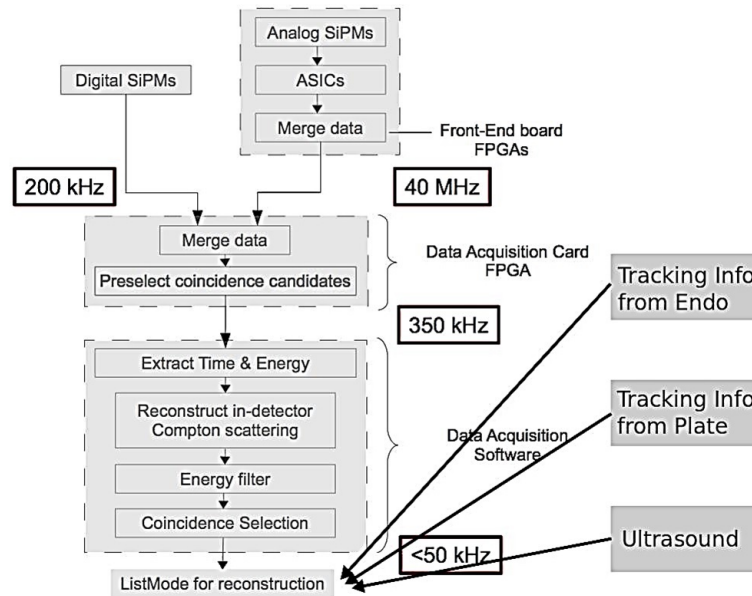 Analog SiPMs
Digital SiPMs
ASICs
Merge data
Front-End board
FPGAs
200 kHz
40 MHz
Merge data
Preselect coincidence candidates
Data Acquisition Card
FPGA
Tracking Info
from Endo
350 kHz
Extract Time & Energy
Reconstruct in-detector
Compton scattering
Data Acquisition
Software
Tracking Info
from Plate
Energy filter
Coincidence Selection
<50 kHz
Ultrasound
ListMode for reconstruction